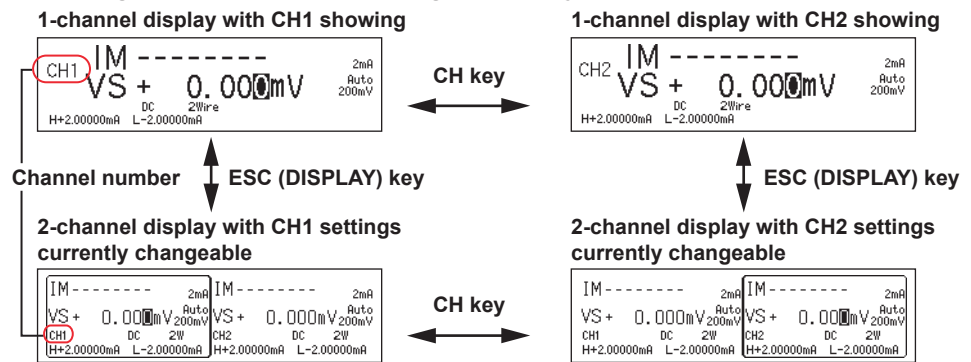 1-channel display with CH1 showing
CH1
IM --------
2mA
VS + 0.000mV
Auto
200mV
DC 2Wire
H+2.00000mA L-2.00000mA
CH key
1-channel display with CH2 showing
CH2
IM --------
2mA
VS + 0.000mV
Auto
200mV
DC 2Wire
H+2.00000mA L-2.00000mA
Channel number
ESC (DISPLAY) key
ESC (DISPLAY) key
2-channel display with CH1 settings
currently changeable
IM-------- 2mA
VS + 0.000mV Auto
200mV
CH1 DC 2W
H+2.00000mA L-2.00000mA
IM-------- 2mA
VS + 0.000mV Auto
200mV
CH2 DC 2W
H+2.00000mA L-2.00000mA
CH key
2-channel display with CH2 settings
currently changeable
IM-------- 2mA
VS + 0.000mV Auto
200mV
CH1 DC 2W
H+2.00000mA L-2.00000mA
IM-------- 2mA
VS + 0.000mV Auto
200mV
CH2 DC 2W
H+2.00000mA L-2.00000mA